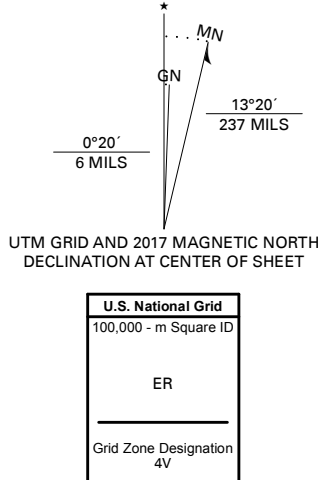 ★
MN
GN
13°20´
237 MILS
0°20´
6 MILS
UTM GRID AND 2017 MAGNETIC NORTH
DECLINATION AT CENTER OF SHEET
U.S. National Grid
100,000 - m Square ID
ER
Grid Zone Designation
4V